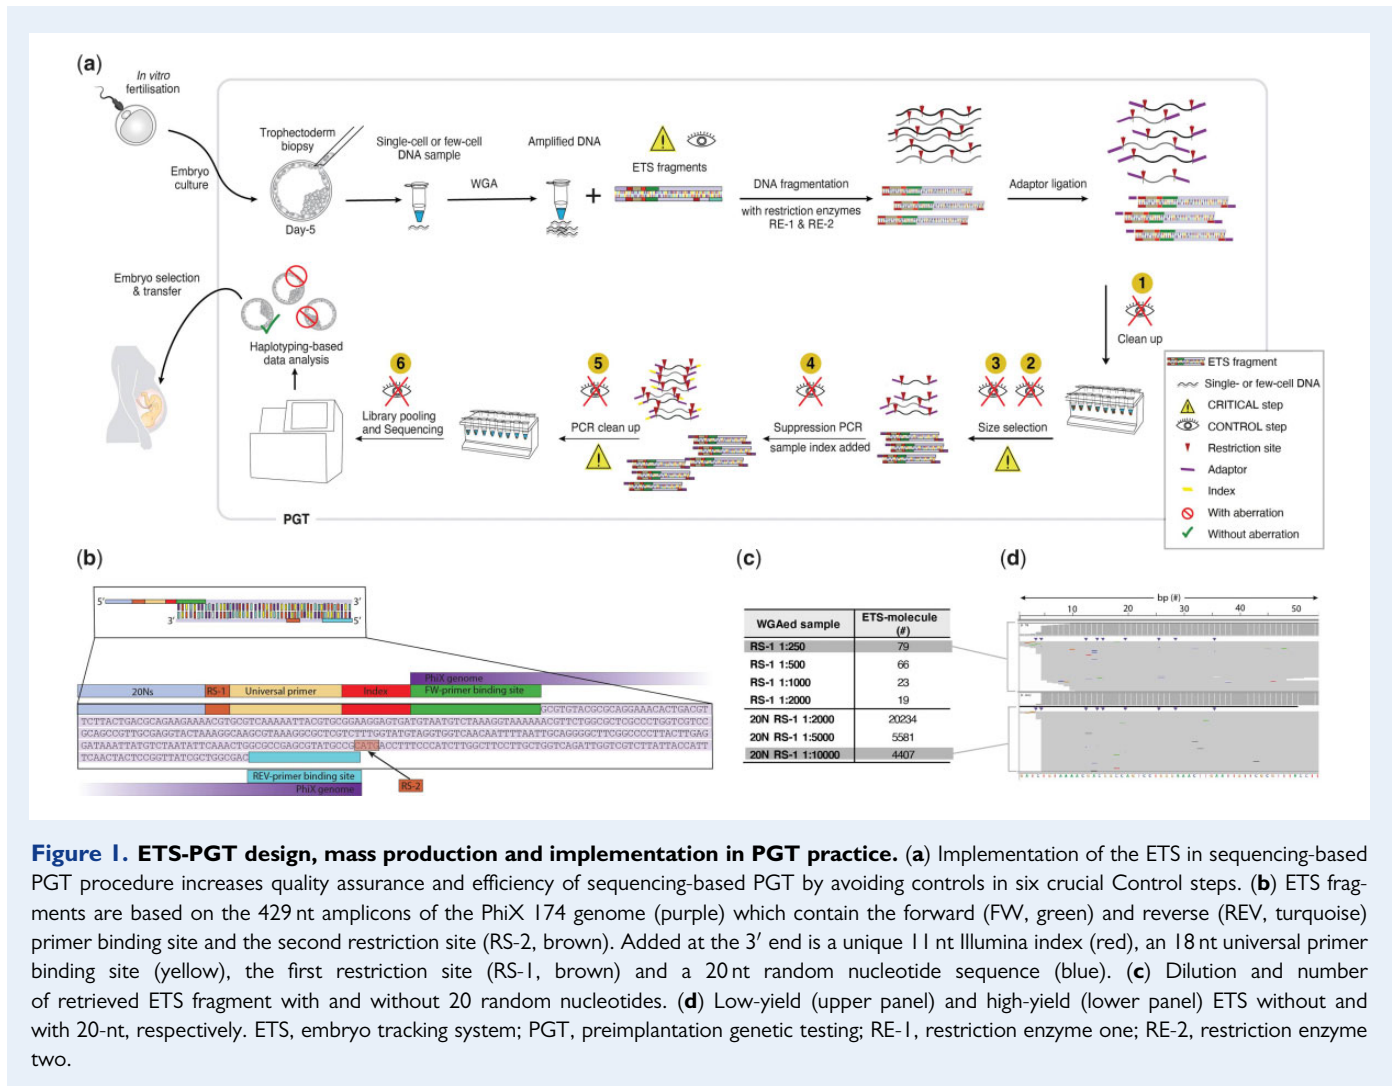 (a)
In vitro
fertilisation
Embryo
culture
Trophectoderm
biopsy
Day-5
Single-cell or few-cell
DNA sample
WGA
Amplified DNA
+
ETS fragments
DNA fragmentation
with restriction enzymes
RE-1 & RE-2
Adaptor ligation
1
Clean up
2
3
Size selection
4
Suppression PCR
sample index added
5
PCR clean up
6
Library pooling
and Sequencing
Haplotyping-based
data analysis
Embryo selection
& transfer
PGT
ETS fragment
Single- or few-cell DNA
CRITICAL step
CONTROL step
Restriction site
Adaptor
Index
With aberration
Without aberration
(b)
5'
3'
3'
PhiX genome
20Ns RS-1 Universal primer Index FW-primer binding site
GCGTGTACGCGCAGGAAACACTGACGT
TCTTACTGACGCAGAAGAAAACGTGCGTCAAAAATTACGTGCGGAAGGAGTGATGTAATGTCTAAAGGTAAAAAACGTTCTGGCGCTCGCCCTGGTCGTCC
GCAGCCGTTGCGAGGTACTAAAGGCAAGCGTAAAGGCGCTCGTCTTTGGTATGTAGGTGGTCAACAATTTTAATTGCAGGGGCTTCGGCCCCTTACTTGAG
GATAAATTATGTCTAATATTCAAACTGGCGCCGAGCGTATGCCGCATGACCTTTCCCATCTTGGCTTCCTTGCTGGTCAGATTGGTCGTCTTATTACCATT
TCAACTACTCCGGTTATCGCTGGCGAC
REV-primer binding site
PhiX genome
RS-2
(c)
WGAed sample ETS-molecule
(#)
RS-1 1:250 79
RS-1 1:500 66
RS-1 1:1000 23
RS-1 1:2000 19
20N RS-1 1:2000 20234
20N RS-1 1:5000 5581
20N RS-1 1:10000 4407
(d)
bp (#)
10 20 30 40 50
Figure 1. ETS-PGT design, mass production and implementation in PGT practice. (a) Implementation of the ETS in sequencing-based
PGT procedure increases quality assurance and efficiency of sequencing-based PGT by avoiding controls in six crucial Control steps. (b) ETS frag-
ments are based on the 429 nt amplicons of the PhiX 174 genome (purple) which contain the forward (FW, green) and reverse (REV, turquoise)
primer binding site and the second restriction site (RS-2, brown). Added at the 3′ end is a unique 11 nt Illumina index (red), an 18 nt universal primer
binding site (yellow), the first restriction site (RS-1, brown) and a 20 nt random nucleotide sequence (blue). (c) Dilution and number
of retrieved ETS fragment with and without 20 random nucleotides. (d) Low-yield (upper panel) and high-yield (lower panel) ETS without and
with 20-nt, respectively. ETS, embryo tracking system; PGT, preimplantation genetic testing; RE-1, restriction enzyme one; RE-2, restriction enzyme
two.